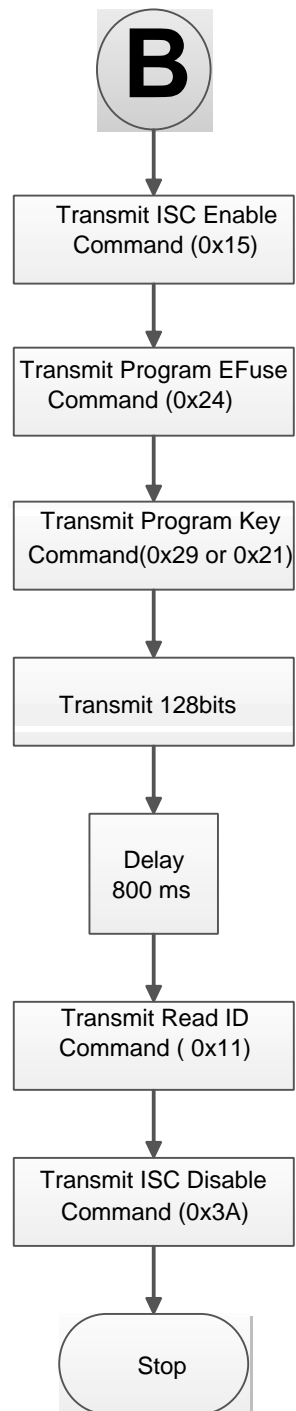 B
Transmit ISC Enable
Command (0x15)
Transmit Program EFuse
Command (0x24)
Transmit Program Key
Command(0x29 or 0x21)
Transmit 128bits
Delay
800 ms
Transmit Read ID
Command ( 0x11)
Transmit ISC Disable
Command (0x3A)
Stop